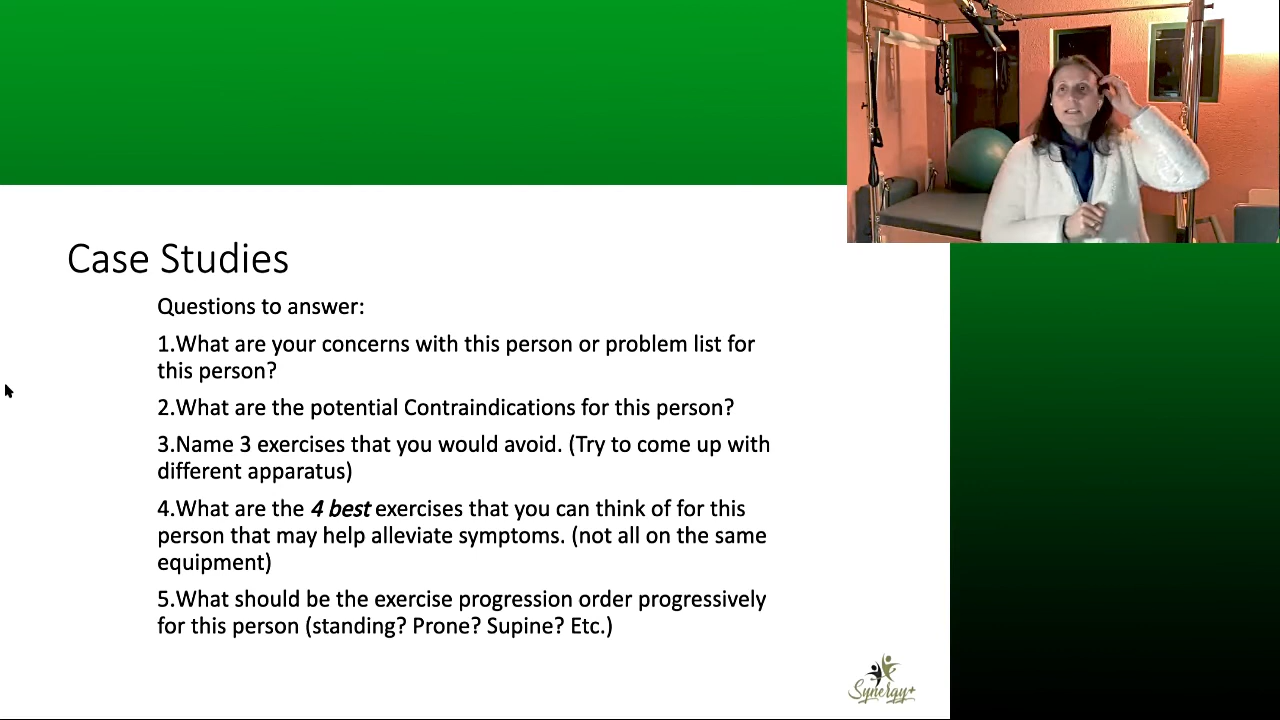 Case Studies
Questions to answer:
1.What are your concerns with this person or problem list for
this person?
2.What are the potential Contraindications for this person?
3.Name 3 exercises that you would avoid. (Try to come up with
different apparatus)
4.What are the 4 best exercises that you can think of for this
person that may help alleviate symptoms. (not all on the same
equipment)
5.What should be the exercise progression order progressively
for this person (standing? Prone? Supine? Etc.)
Synergy+